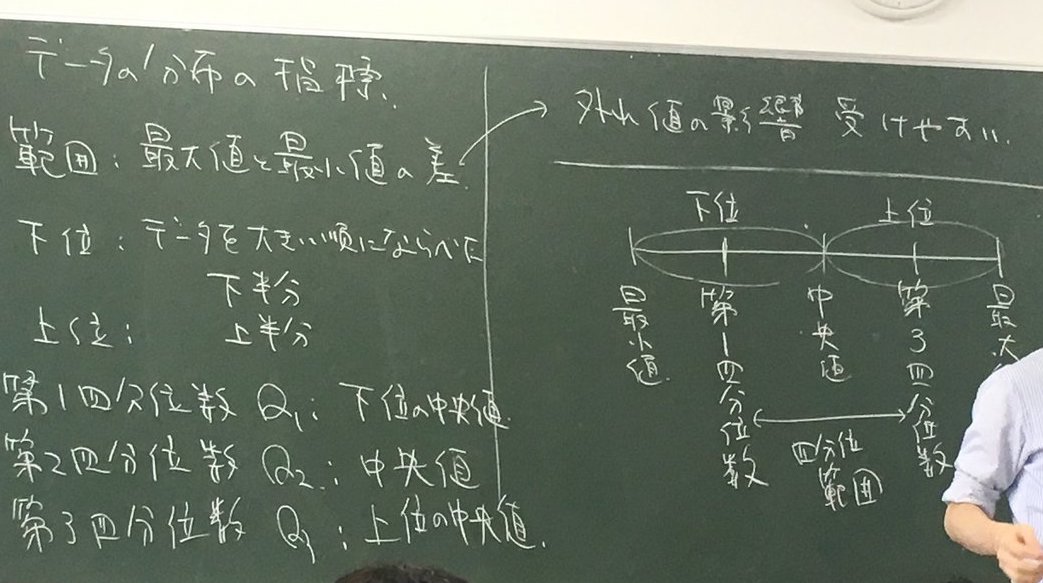 データの分布の指標.
範囲：最大値と最小値の差.
下位：データを大きい順にならべた
下半分
上位：上半分
第1四分位数 Q₁：下位の中央値.
第2四分位数 Q₂：中央値
第3四分位数 Q₁：上位の中央値.
外れ値の影響 受けやすい.
下位 上位
最小値
第1四分位数
中央値
第3四分位数
最大
四分位
範囲